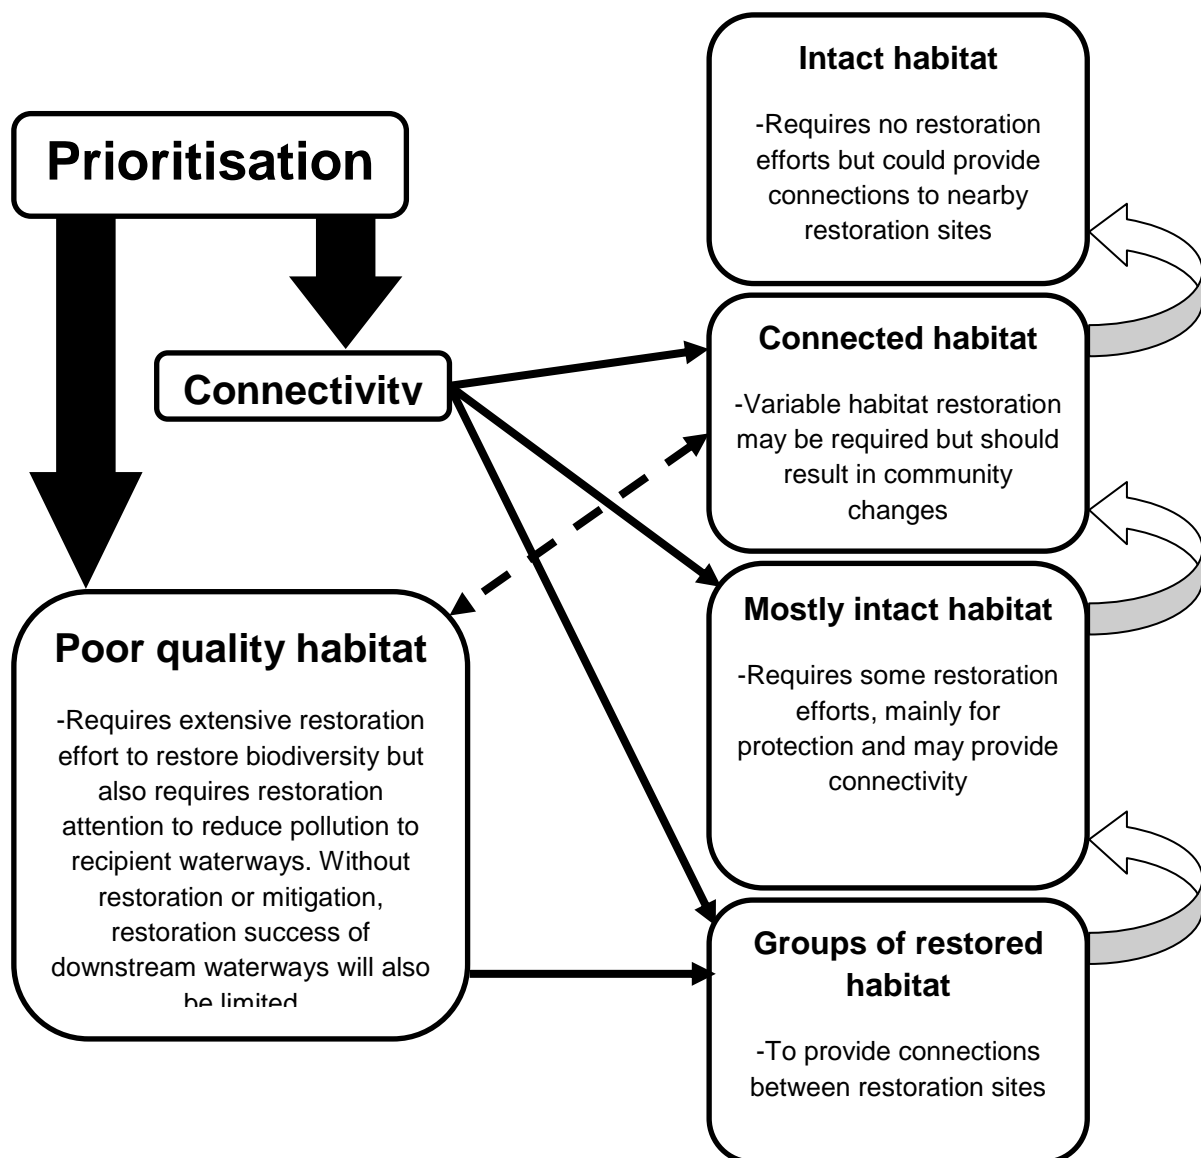 Prioritisation
Connectivity
Poor quality habitat
-Requires extensive restoration
effort to restore biodiversity but
also requires restoration
attention to reduce pollution to
recipient waterways. Without
restoration or mitigation,
restoration success of
downstream waterways will also
be limited
Intact habitat
-Requires no restoration
efforts but could provide
connections to nearby
restoration sites
Connected habitat
-Variable habitat restoration
may be required but should
result in community
changes
Mostly intact habitat
-Requires some restoration
efforts, mainly for
protection and may provide
connectivity
Groups of restored
habitat
-To provide connections
between restoration sites